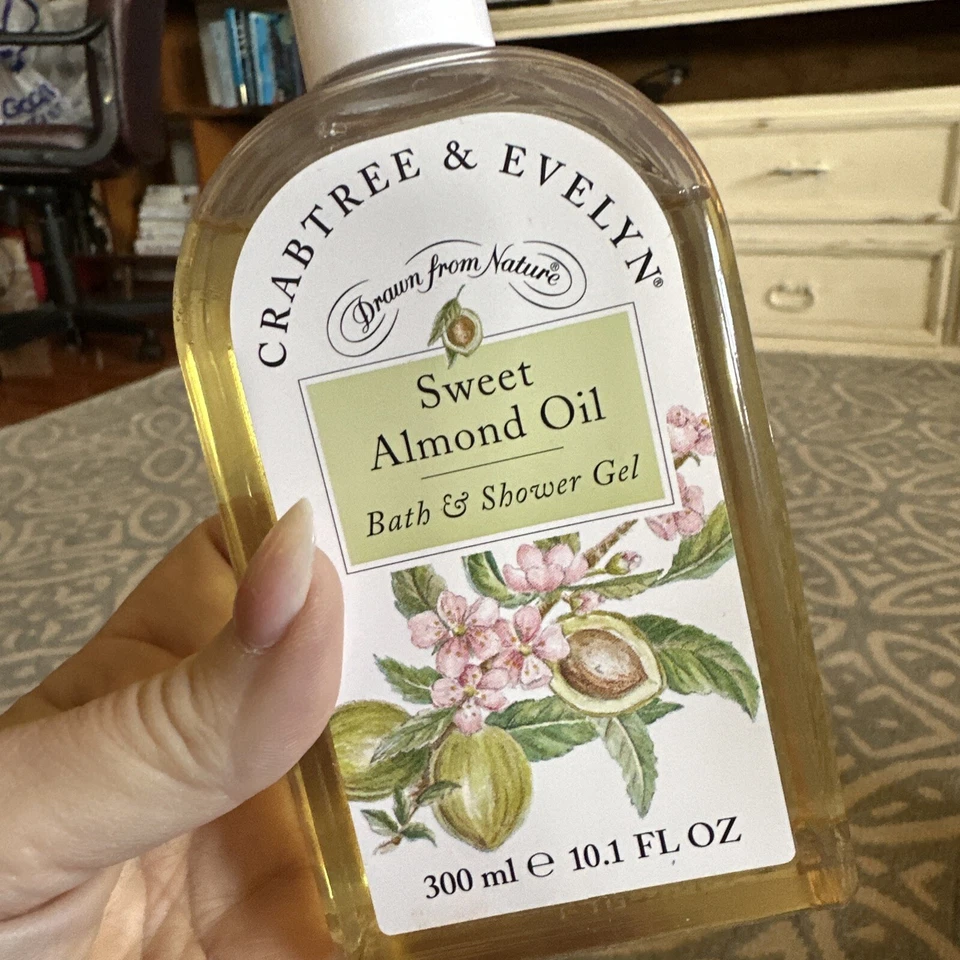 CRABTREE & EVELYN®
Drawn from Nature®
Sweet
Almond Oil
Bath & Shower Gel
300 ml ℮ 10.1 FL OZ